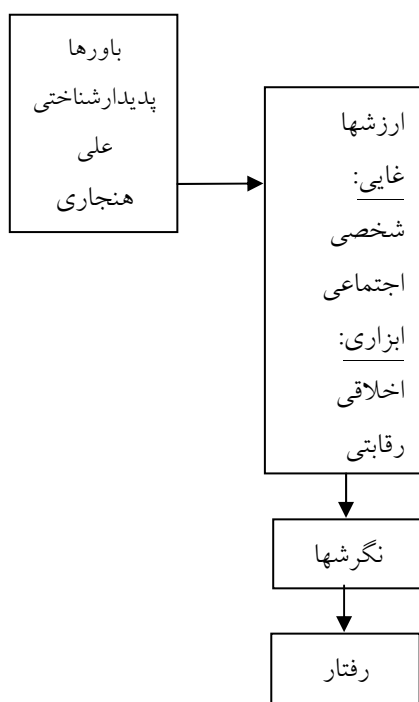 باورها
پدیدارشناختی
علی
هنجاری
ارزشها
غایی:
شخصی
اجتماعی
ابزاری:
اخلاقی
رقابتی
نگرشها
رفتار